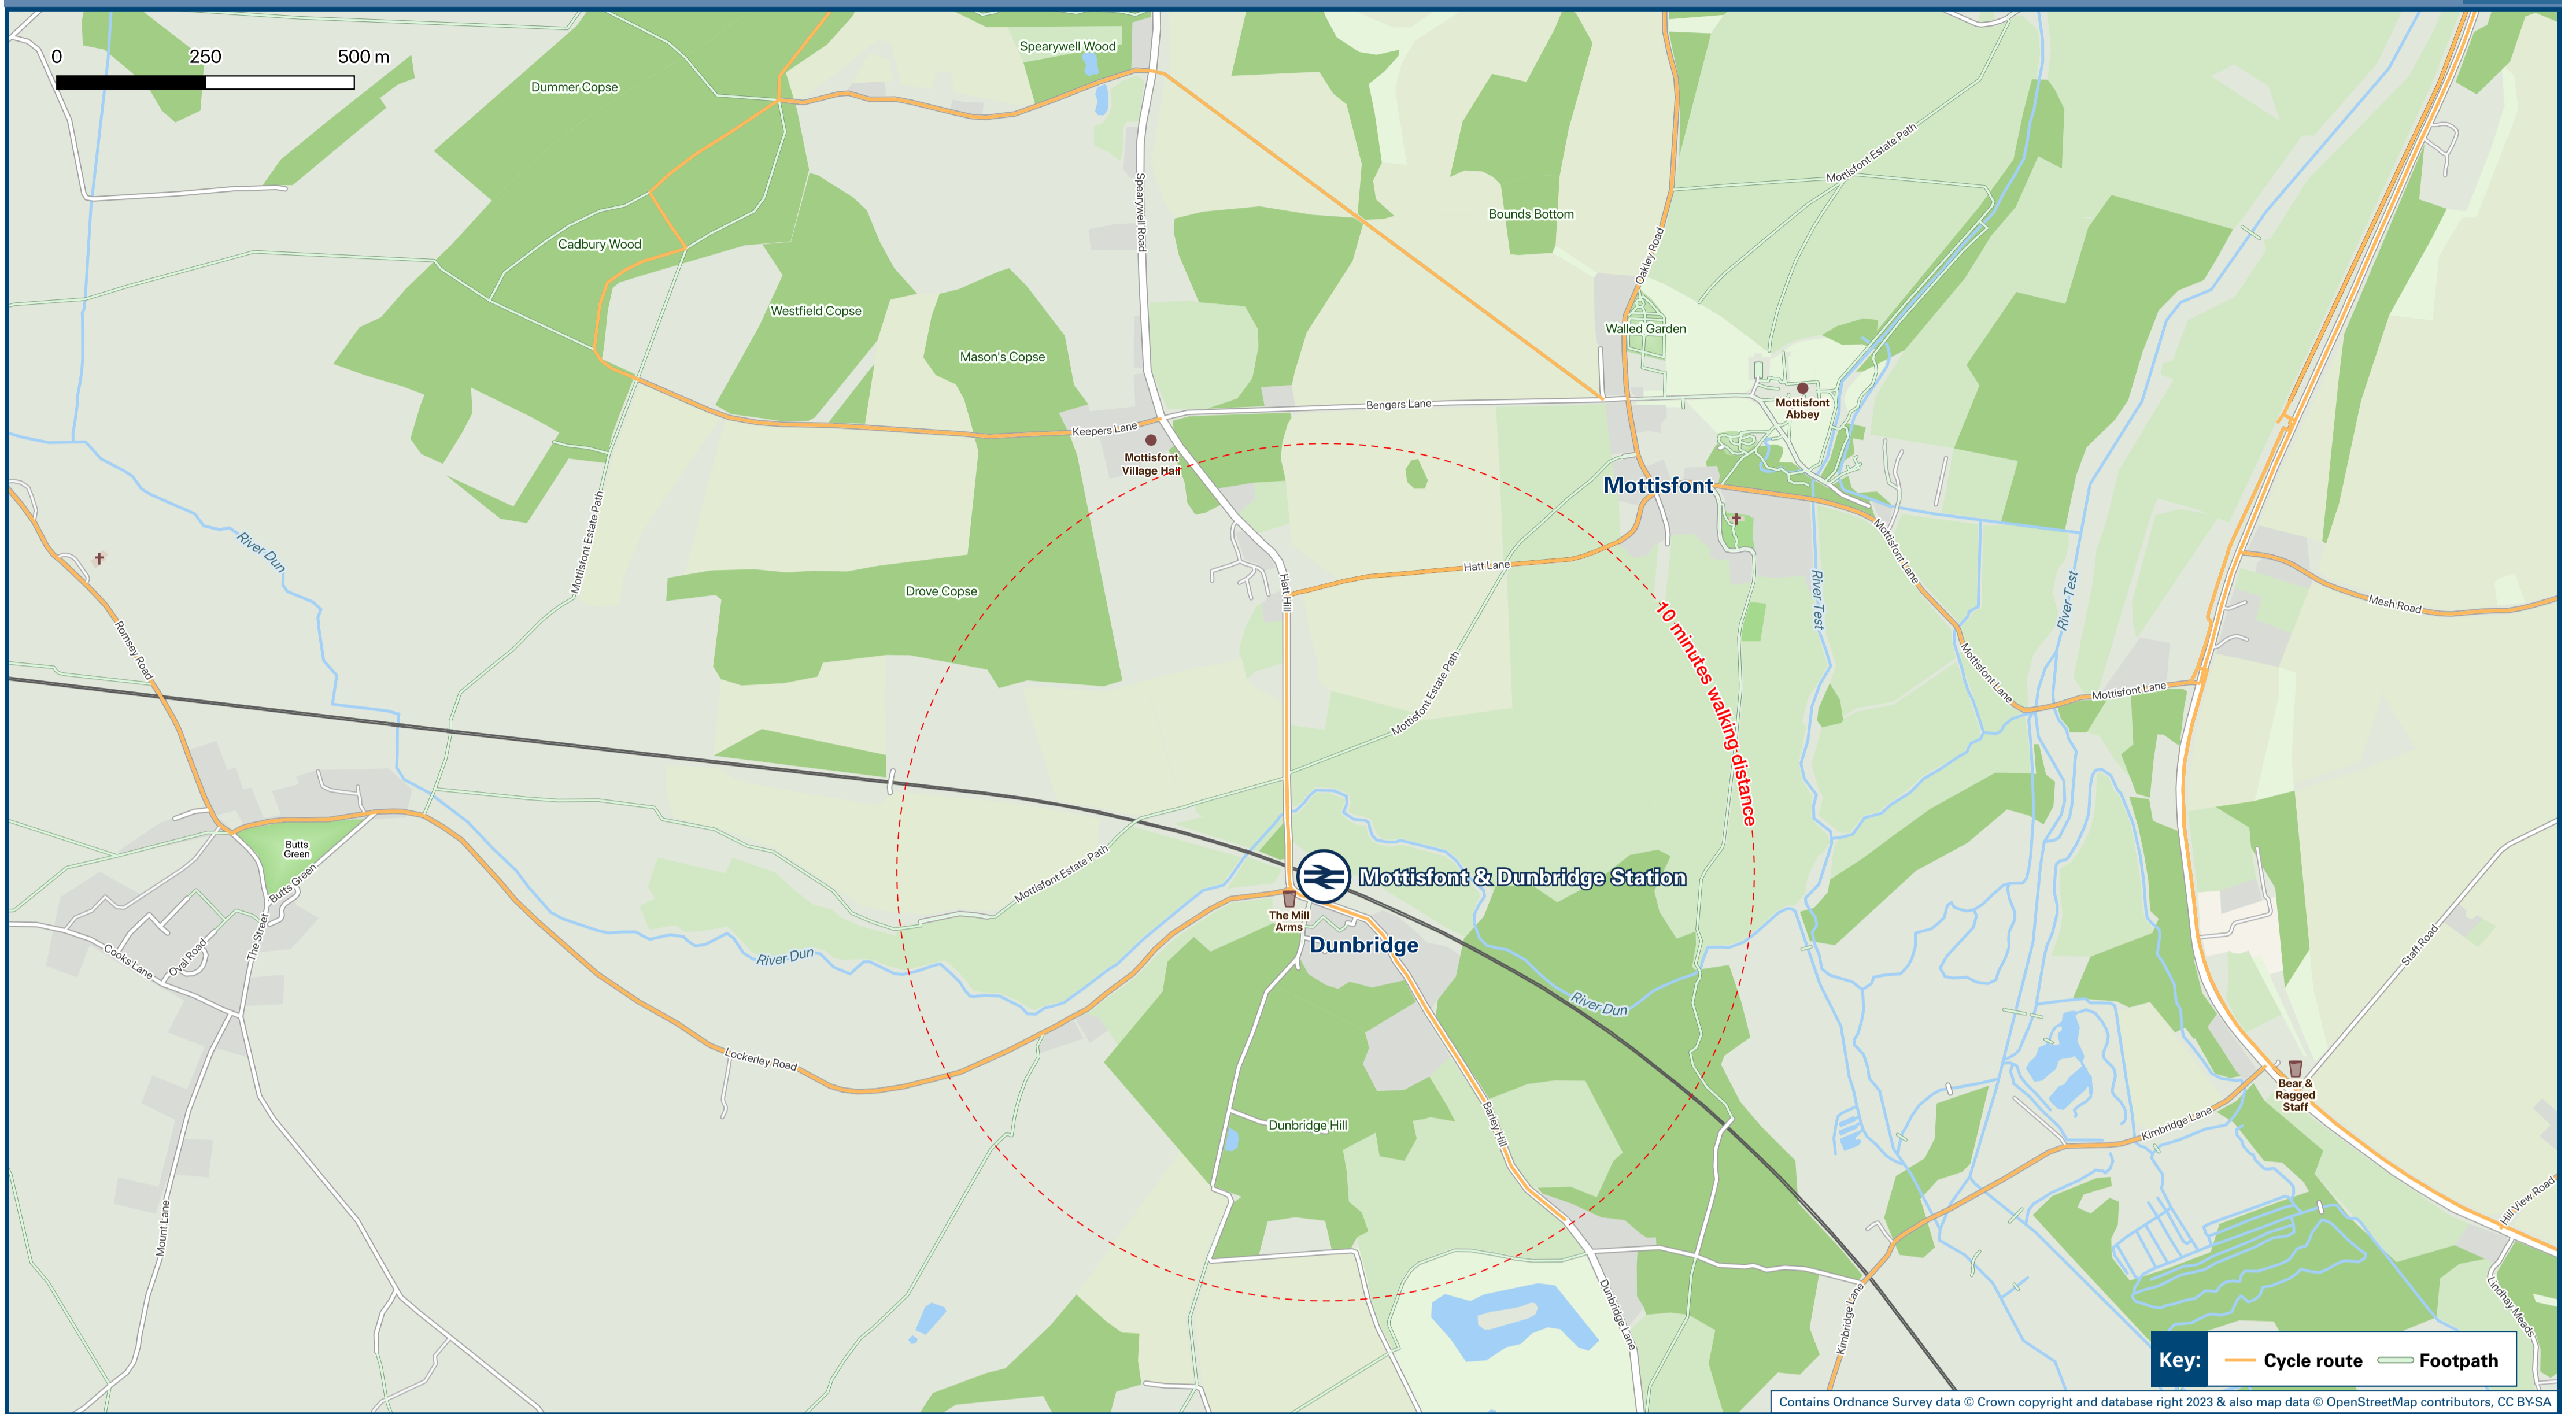 0 250 500 m
Spearywell Wood
Dummer Copse
Mottisfont Estate Path
Spearywell Road
Bounds Bottom
Cadbury Wood
Oakley Road
Westfield Copse
Walled Garden
Mason's Copse
Mottisfont
Abbey
Bengers Lane
Keepers Lane
Mottisfont
Village Hall
Mottisfont
River Dun
Mottisfont Estate Path
Mottisfont Lane
Hatt Lane
Hatt Hill
Drove Copse
River Test
River Test
Mesh Road
10 minutes walking distance
Romsey Road
Mottisfont Lane
Mottisfont Lane
Mottisfont Estate Path
Butts
Green
Butts Green
Mottisfont Estate Path
Mottisfont & Dunbridge Station
The Mill
Arms
Dunbridge
The Street
Oval Road
Cooks Lane
River Dun
River Dun
Staff Road
Lockerley Road
Bear &
Ragged
Staff
Barley Hill
Dunbridge Hill
Kimbridge Lane
Mount Lane
Hill View Road
Dunbridge Lane
Kimbridge Lane
Lindhay Meads
Key: Cycle route Footpath
Contains Ordnance Survey data © Crown copyright and database right 2023 & also map data © OpenStreetMap contributors, CC BY-SA